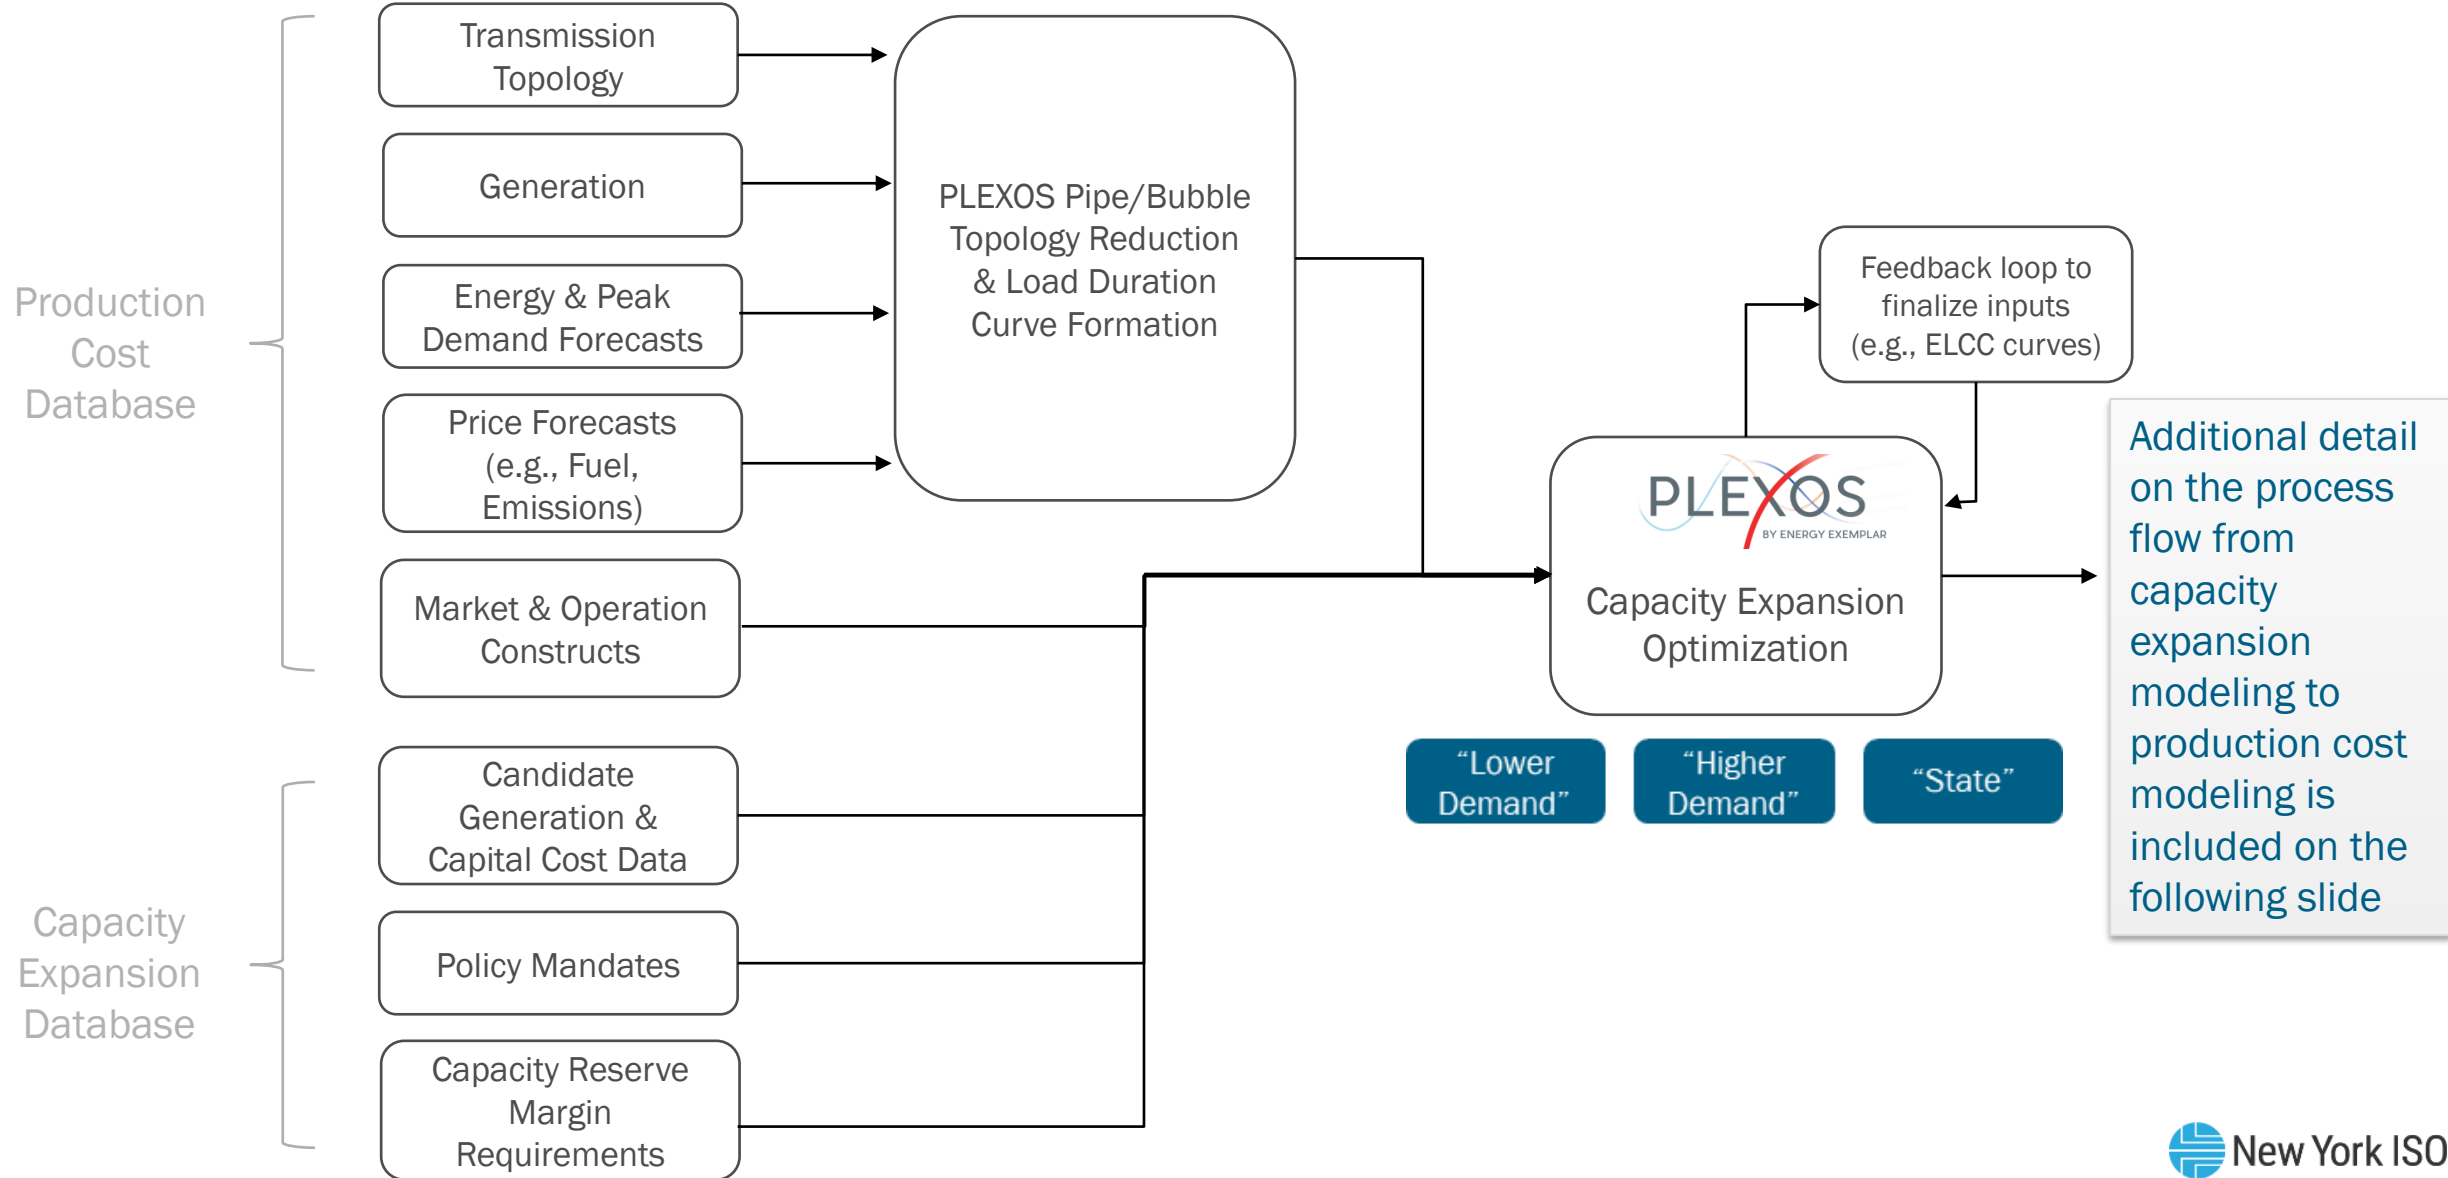 Production
Cost
Database
Transmission
Topology
Generation
Energy & Peak
Demand Forecasts
Price Forecasts
(e.g., Fuel,
Emissions)
Market & Operation
Constructs
PLEXOS Pipe/Bubble
Topology Reduction
& Load Duration
Curve Formation
Capacity
Expansion
Database
Candidate
Generation &
Capital Cost Data
Policy Mandates
Capacity Reserve
Margin
Requirements
Feedback loop to
finalize inputs
(e.g., ELCC curves)
PLEXOS
BY ENERGY EXEMPLAR
Capacity Expansion
Optimization
“Lower
Demand”
“Higher
Demand”
“State”
Additional detail
on the process
flow from
capacity
expansion
modeling to
production cost
modeling is
included on the
following slide
New York ISO